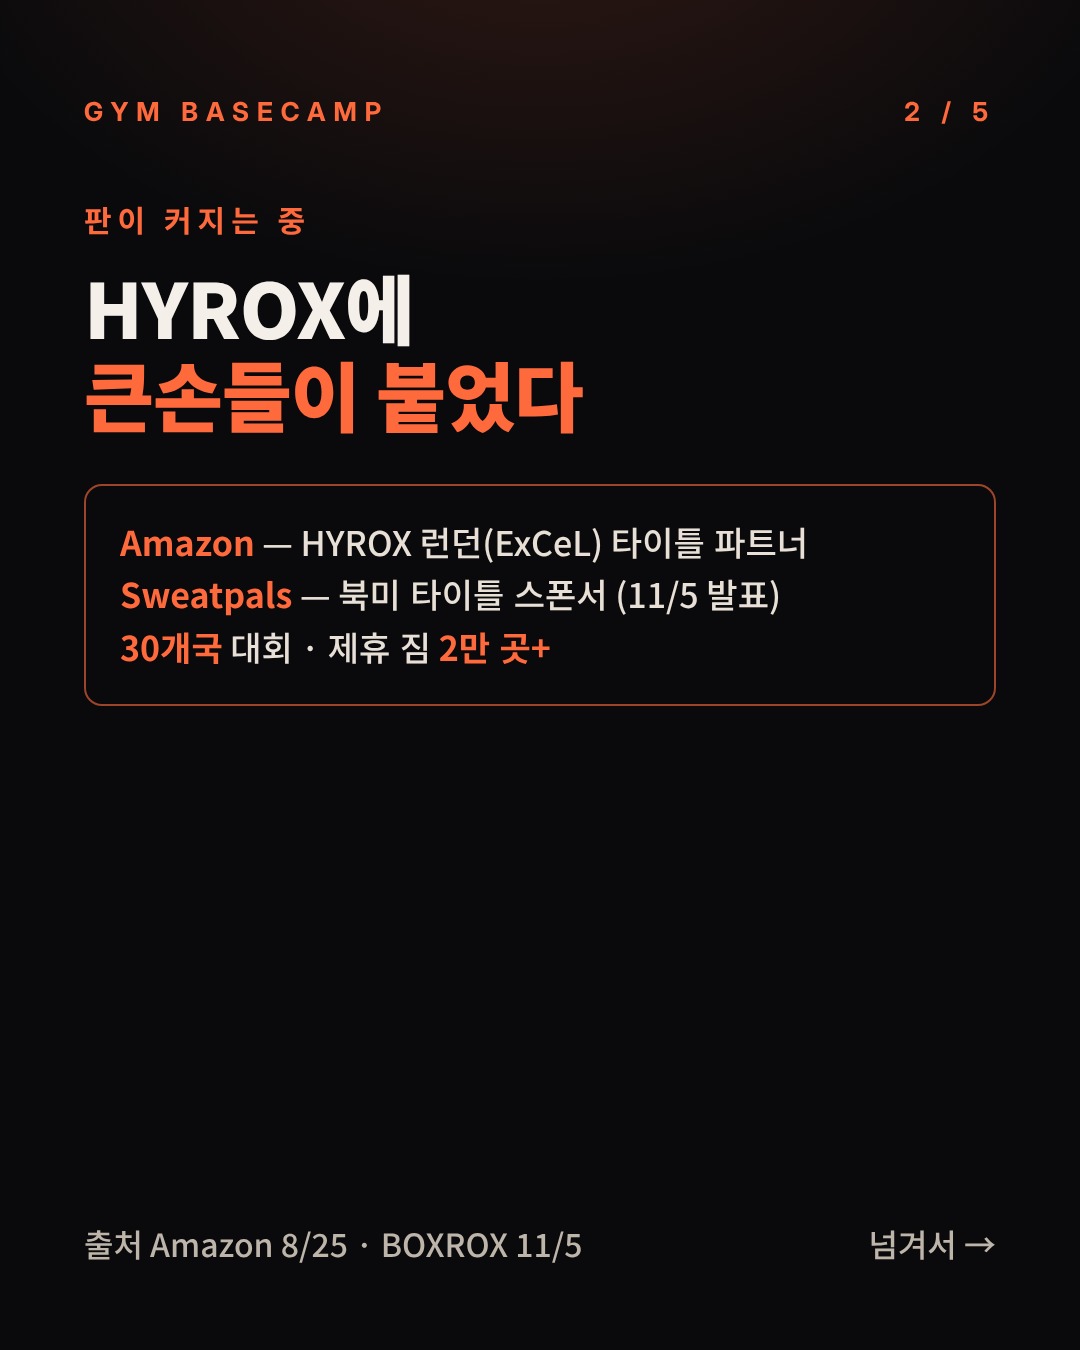 GYM BASECAMP
2 / 5
판이 커지는 중
HYROX에
큰손들이 붙었다
Amazon — HYROX 런던(ExCeL) 타이틀 파트너
Sweatpals — 북미 타이틀 스폰서 (11/5 발표)
30개국 대회 · 제휴 짐 2만 곳+
출처 Amazon 8/25 · BOXROX 11/5
넘겨서 →